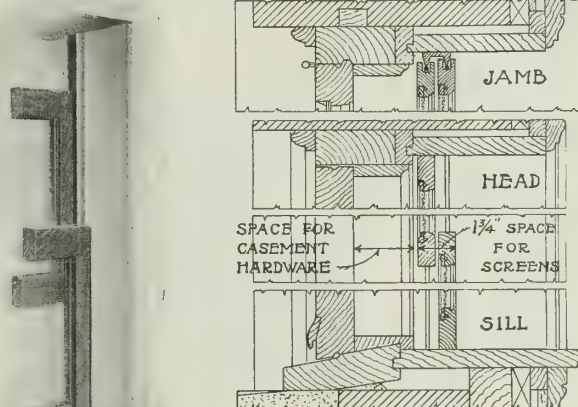 JAMB
HEAD
SPACE FOR
CASEMENT
HARDWARE
1¾" SPACE
FOR
SCREENS
SILL